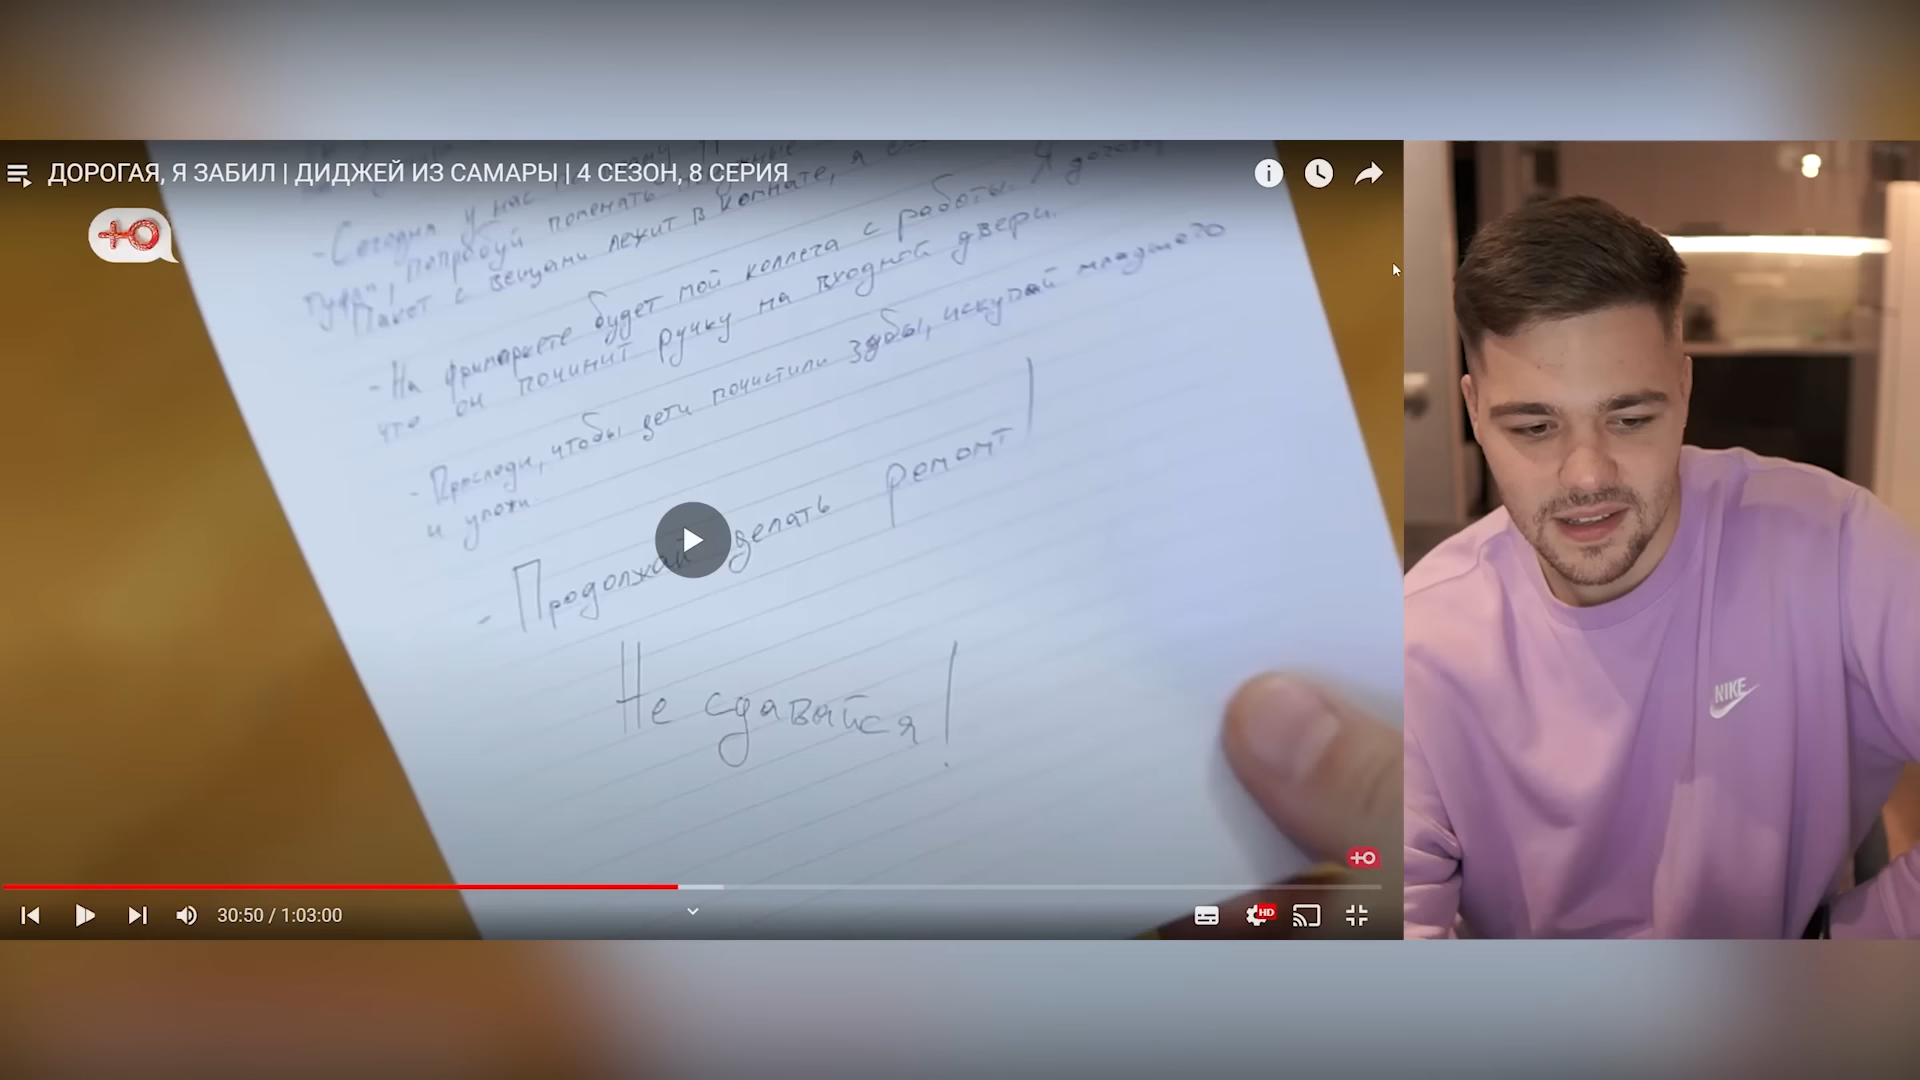 ДОРОГАЯ, Я ЗАБИЛ | ДИДЖЕЙ ИЗ САМАРЫ | 4 СЕЗОН, 8 СЕРИЯ
Ю
- Сегодня у нас
попробуй поменять
Пакет с вещами лежит в комнате, я
- На фримаркете будет мой коллега с работы. Я
что он починит ручку на входной двери.
- Проследи, чтобы дети почистили зубы, искупай младшего
и уложи
- Продолжай делать ремонт!
Не сдавайся!
NIKE
Ю
30:50 / 1:03:00
HD